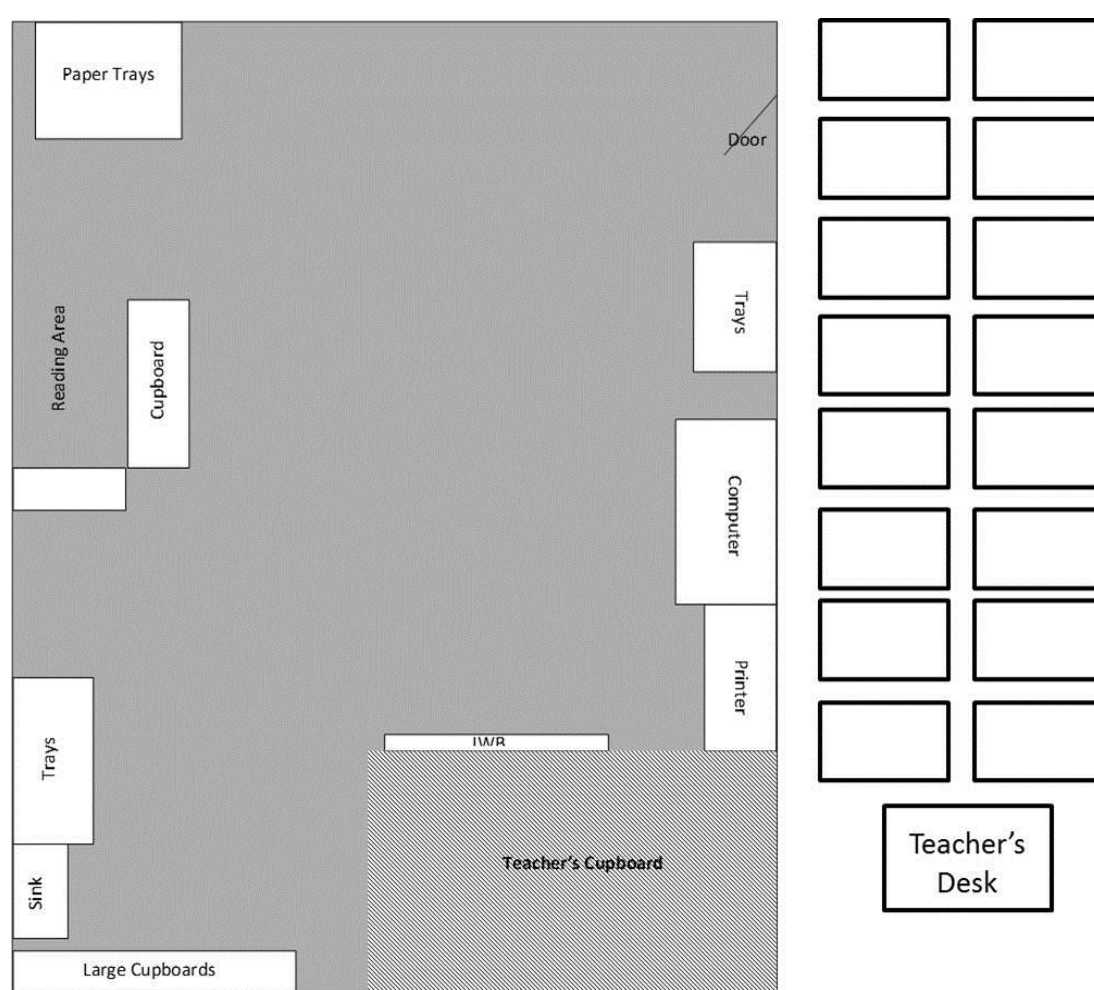 Paper Trays
Door
Trays
Reading Area
Cupboard
Computer
Printer
IWB
Trays
Teacher's Cupboard
Teacher's
Desk
Sink
Large Cupboards